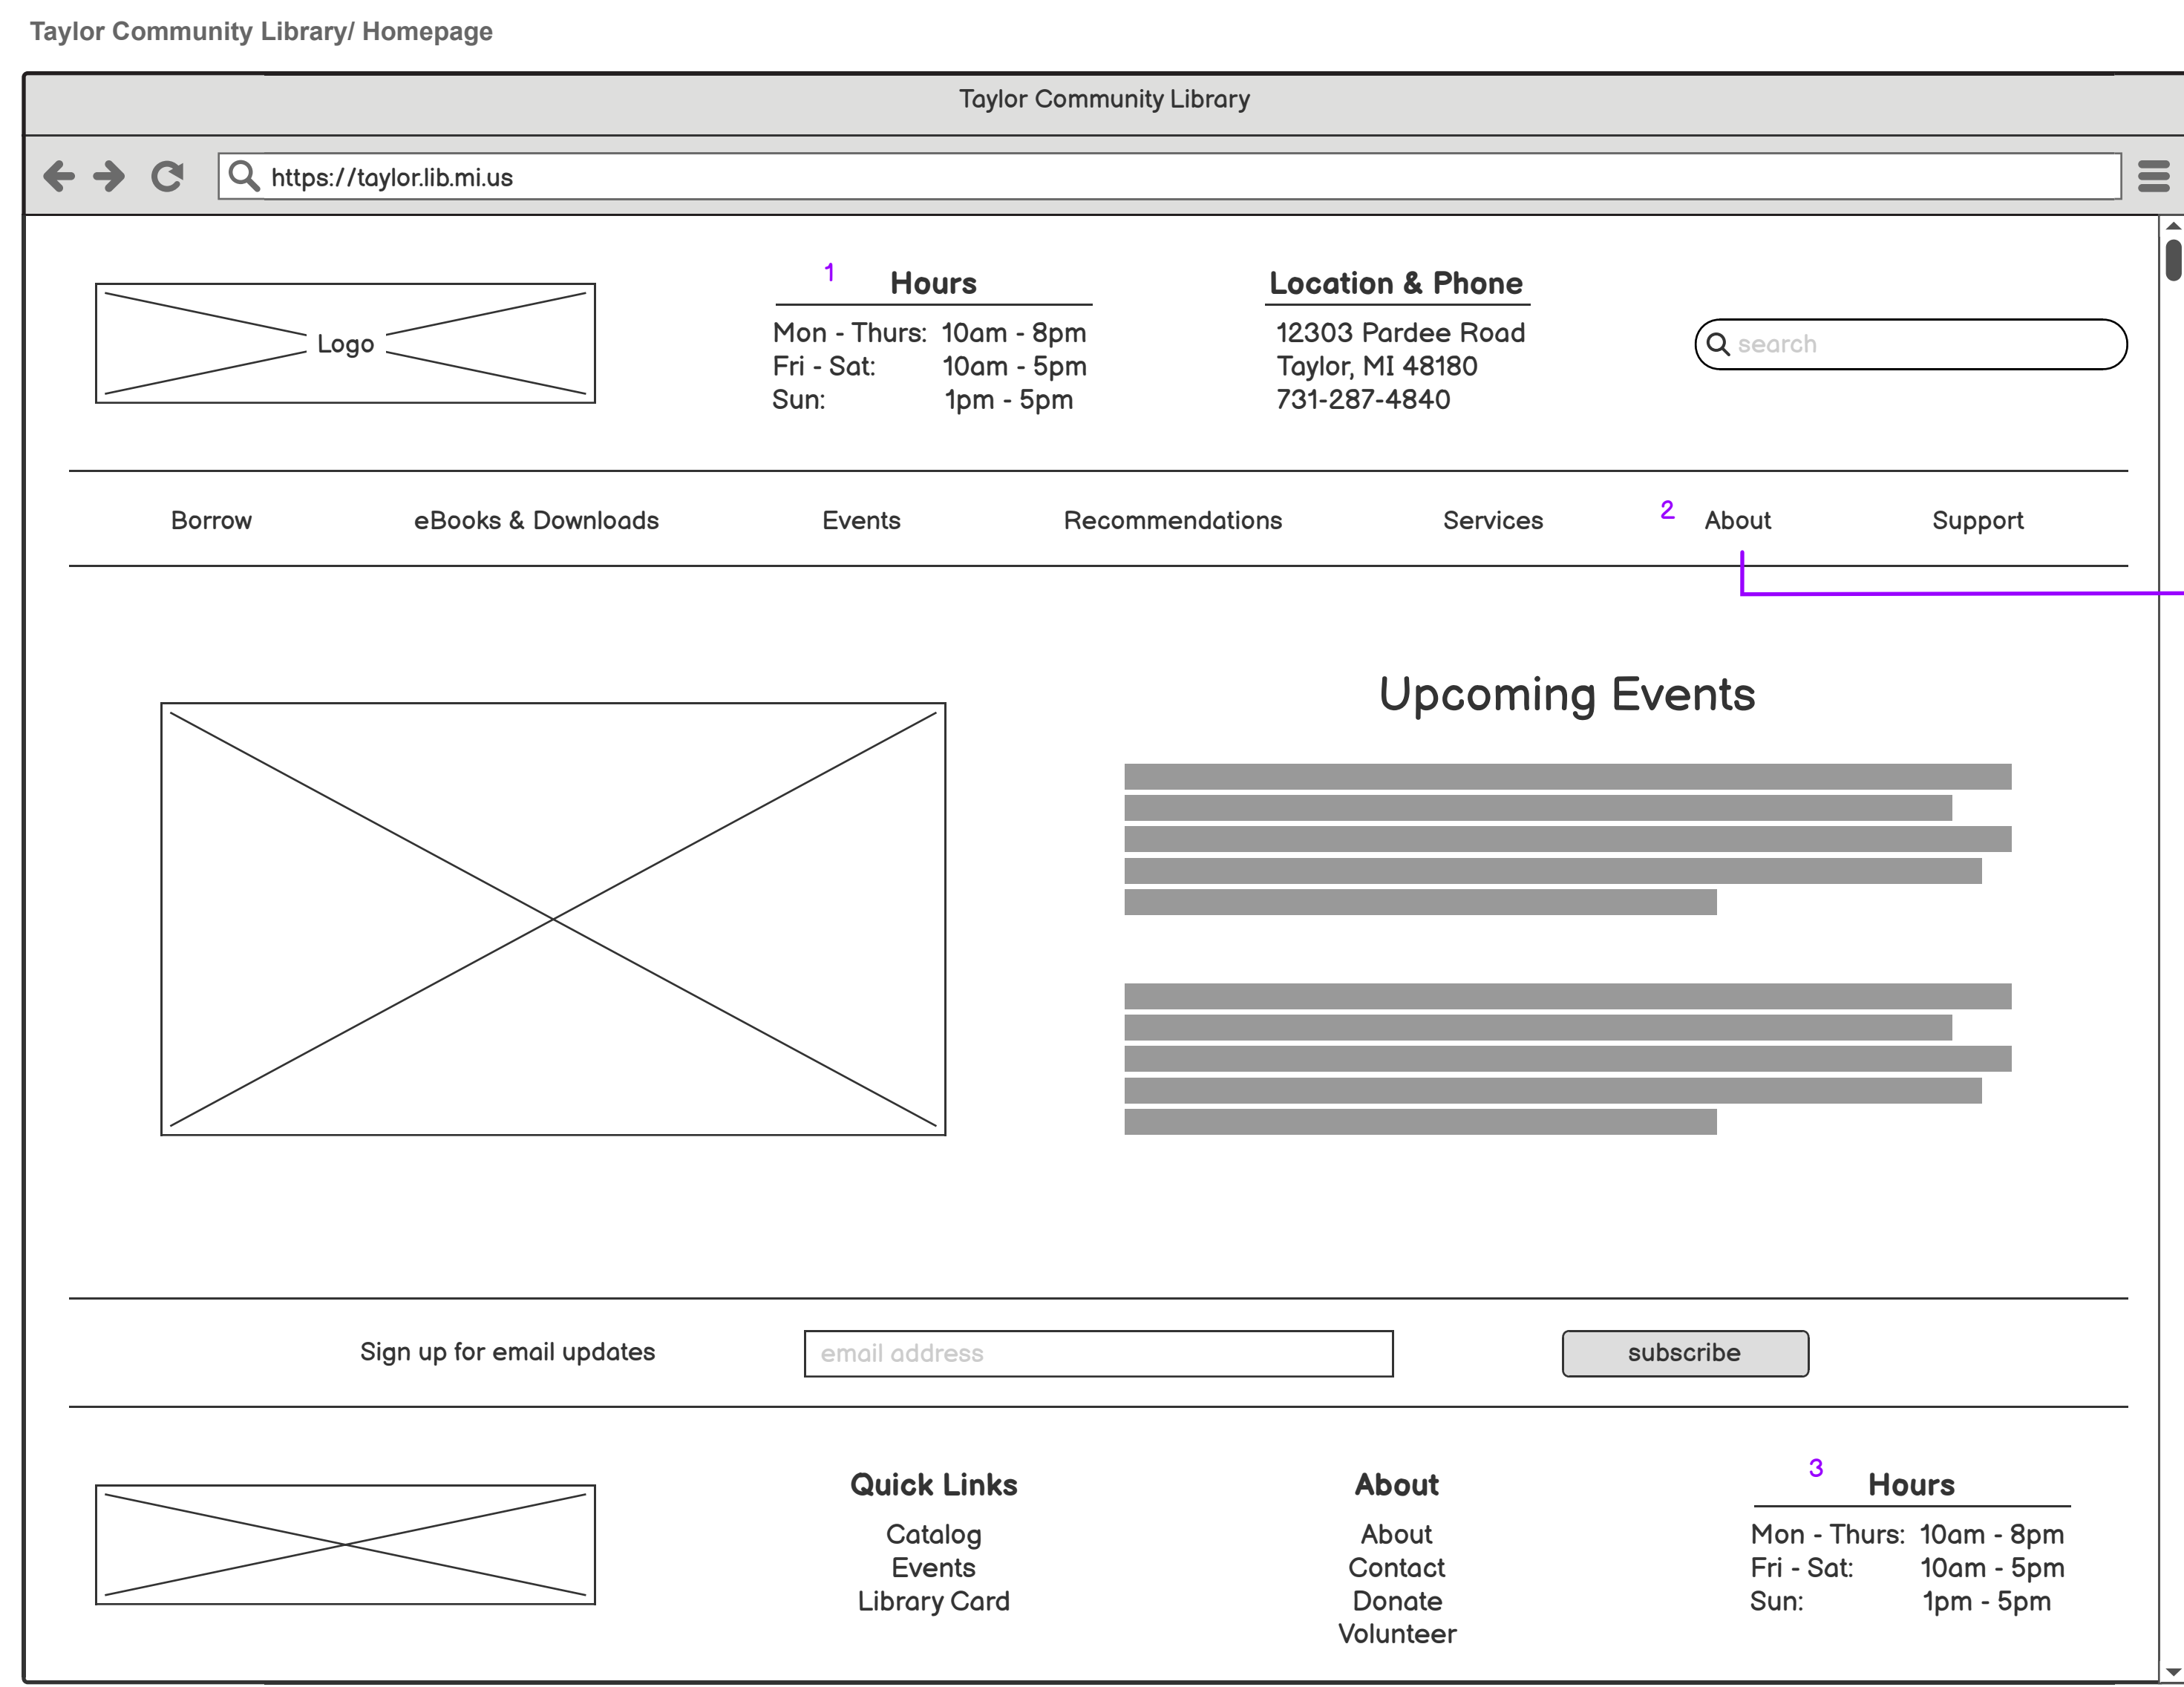 Taylor Community Library/ Homepage
Taylor Community Library
https://taylor.lib.mi.us
Logo
1
Hours
Mon - Thurs: 10am - 8pm
Fri - Sat: 10am - 5pm
Sun: 1pm - 5pm
Location & Phone
12303 Pardee Road
Taylor, MI 48180
731-287-4840
search
Borrow eBooks & Downloads Events Recommendations Services 2 About Support
Upcoming Events
Sign up for email updates email address subscribe
Quick Links
Catalog
Events
Library Card
About
About
Contact
Donate
Volunteer
3
Hours
Mon - Thurs: 10am - 8pm
Fri - Sat: 10am - 5pm
Sun: 1pm - 5pm